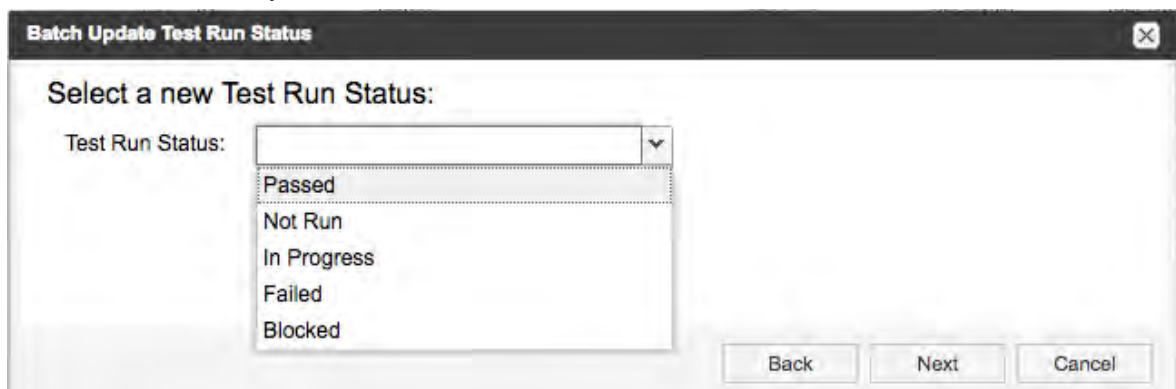 Batch Update Test Run Status
Select a new Test Run Status:
Test Run Status:
Passed
Not Run
In Progress
Failed
Blocked
Back Next Cancel